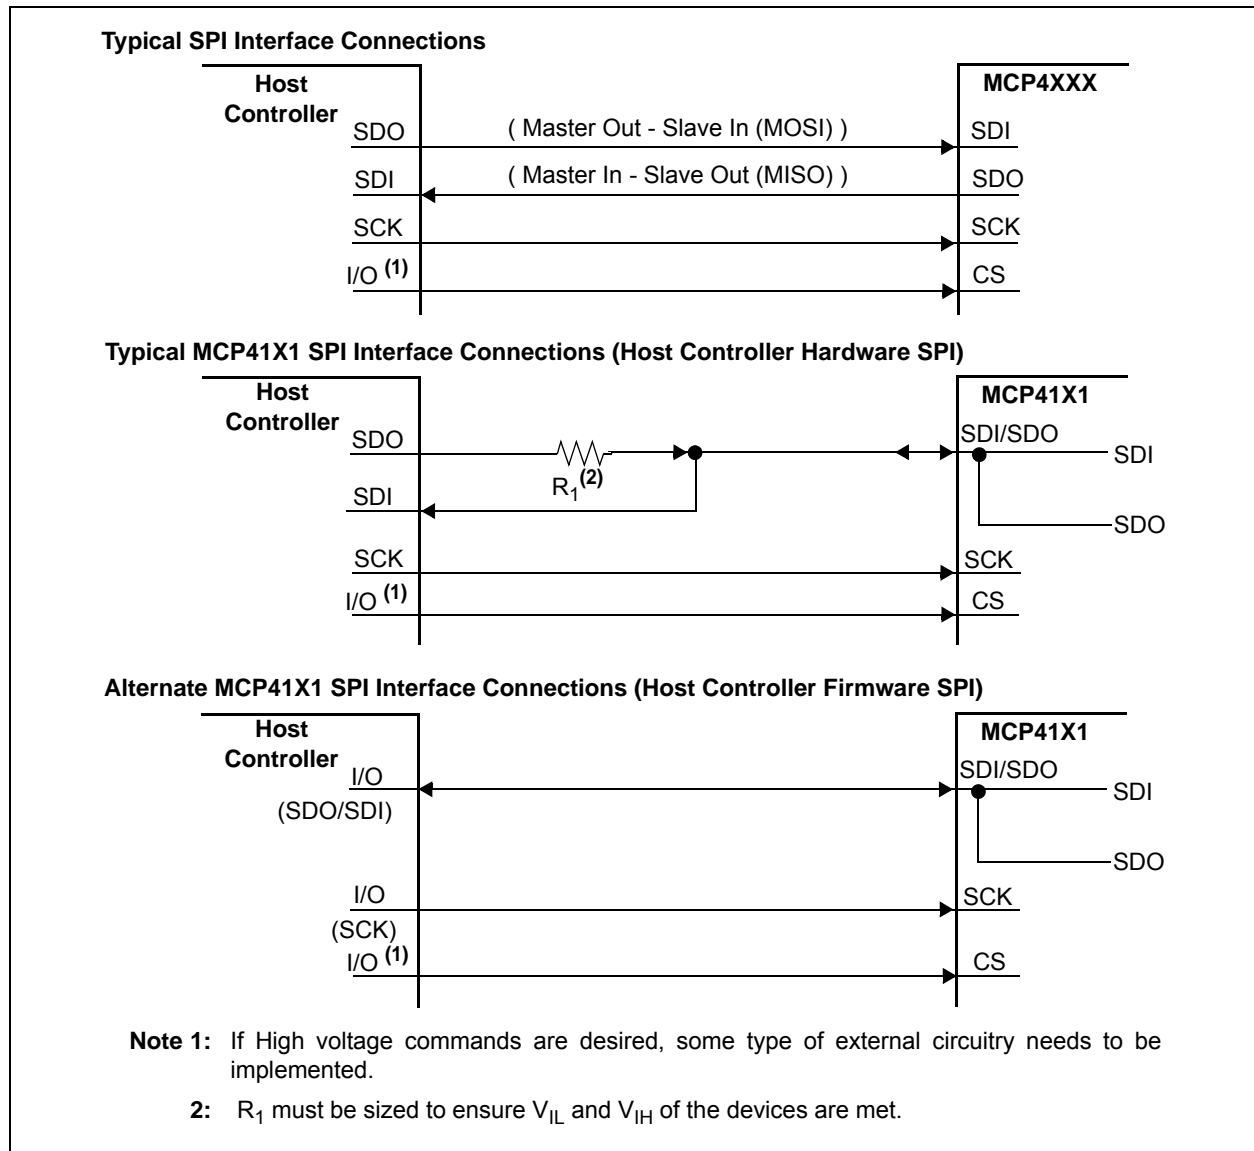 Typical SPI Interface Connections
Host
Controller
MCP4XXX
SDO
( Master Out - Slave In (MOSI) )
SDI
SDI
( Master In - Slave Out (MISO) )
SDO
SCK
SCK
I/O (1)
CS
Typical MCP41X1 SPI Interface Connections (Host Controller Hardware SPI)
Host
Controller
MCP41X1
SDO
R1(2)
SDI/SDO
SDI
SDI
SDO
SCK
SCK
I/O (1)
CS
Alternate MCP41X1 SPI Interface Connections (Host Controller Firmware SPI)
Host
Controller
MCP41X1
I/O
(SDO/SDI)
SDI/SDO
SDI
SDO
I/O
(SCK)
SCK
I/O (1)
CS
Note 1: If High voltage commands are desired, some type of external circuitry needs to be
implemented.
2: R1 must be sized to ensure VIL and VIH of the devices are met.